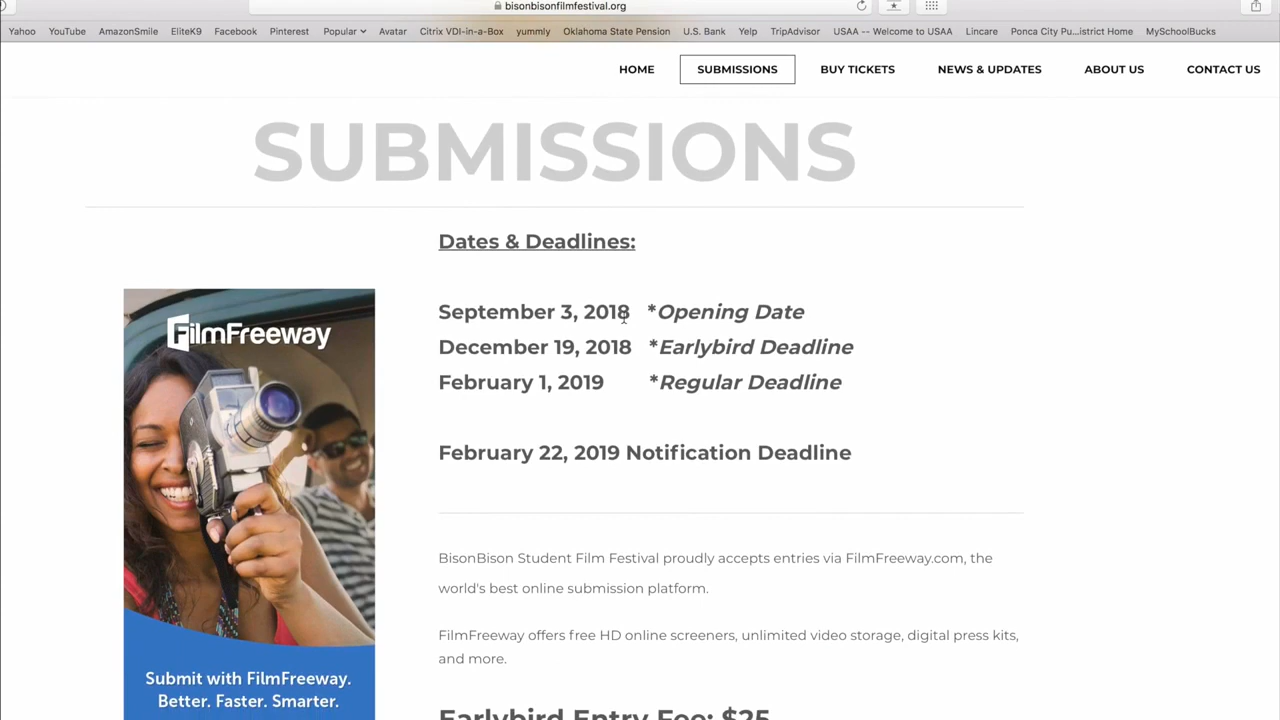 bisonbisonfilmfestival.org
Yahoo YouTube AmazonSmile EliteK9 Facebook Pinterest Popular Avatar Citrix VDI-in-a-Box yummly Oklahoma State Pension U.S. Bank Yelp TripAdvisor USAA -- Welcome to USAA Lincare Ponca City Pu...istrict Home MySchoolBucks
HOME SUBMISSIONS BUY TICKETS NEWS & UPDATES ABOUT US CONTACT US
SUBMISSIONS
Dates & Deadlines:
September 3, 2018 *Opening Date
December 19, 2018 *Earlybird Deadline
February 1, 2019 *Regular Deadline
February 22, 2019 Notification Deadline
FilmFreeway
Submit with FilmFreeway.
Better. Faster. Smarter.
BisonBison Student Film Festival proudly accepts entries via FilmFreeway.com, the
world's best online submission platform.
FilmFreeway offers free HD online screeners, unlimited video storage, digital press kits,
and more.
Earlybird Entry Fee: $25